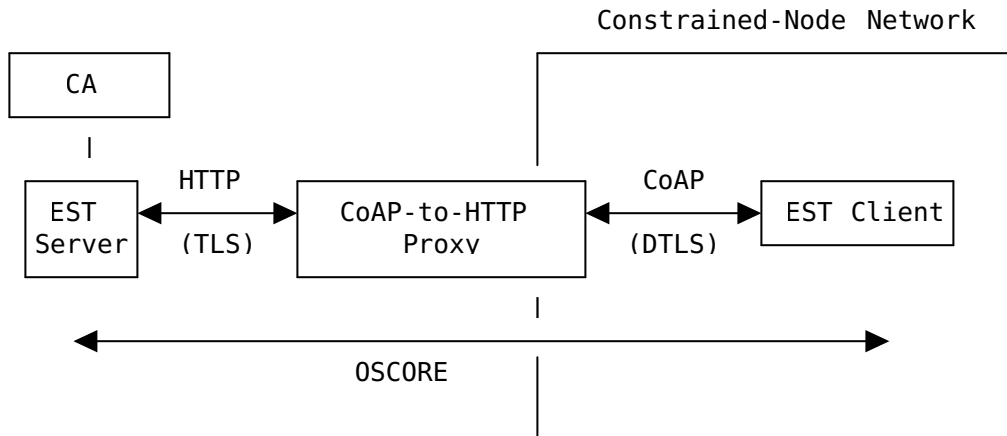 Constrained-Node Network
CA
HTTP
CoAP
EST
Server
CoAP-to-HTTP
Proxy
EST Client
(TLS)
(DTLS)
OSCORE